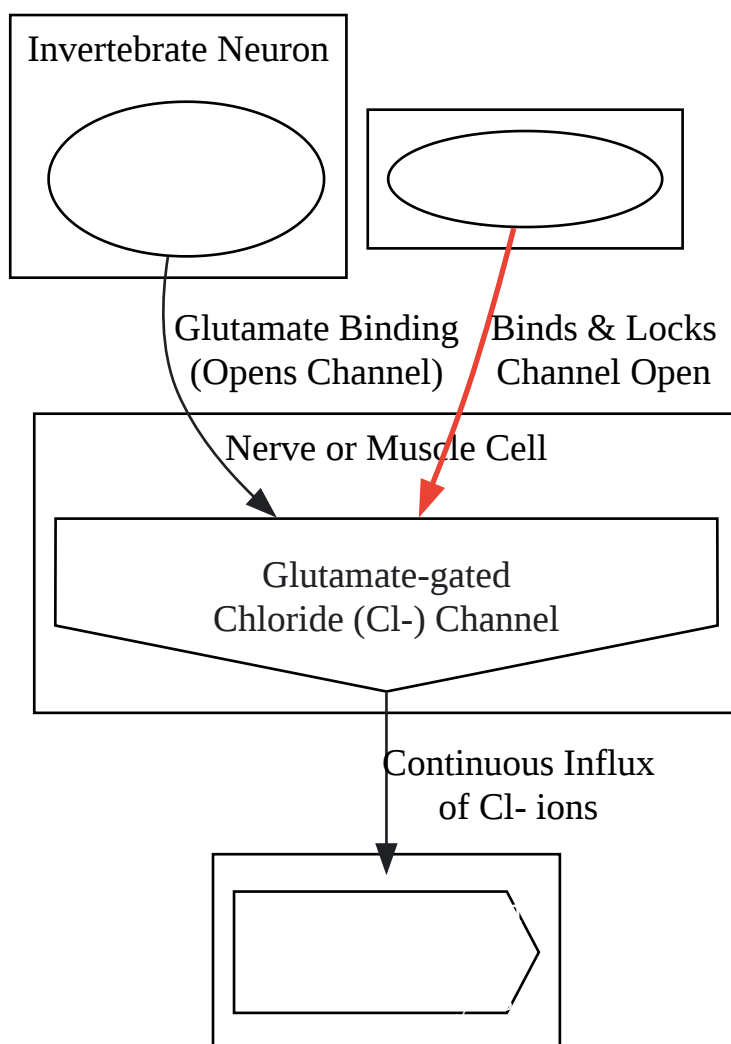 Invertebrate Neuron
Glutamate Binding
(Opens Channel)
Binds & Locks
Channel Open
Nerve or Muscle Cell
Glutamate-gated
Chloride (Cl-) Channel
Continuous Influx
of Cl- ions